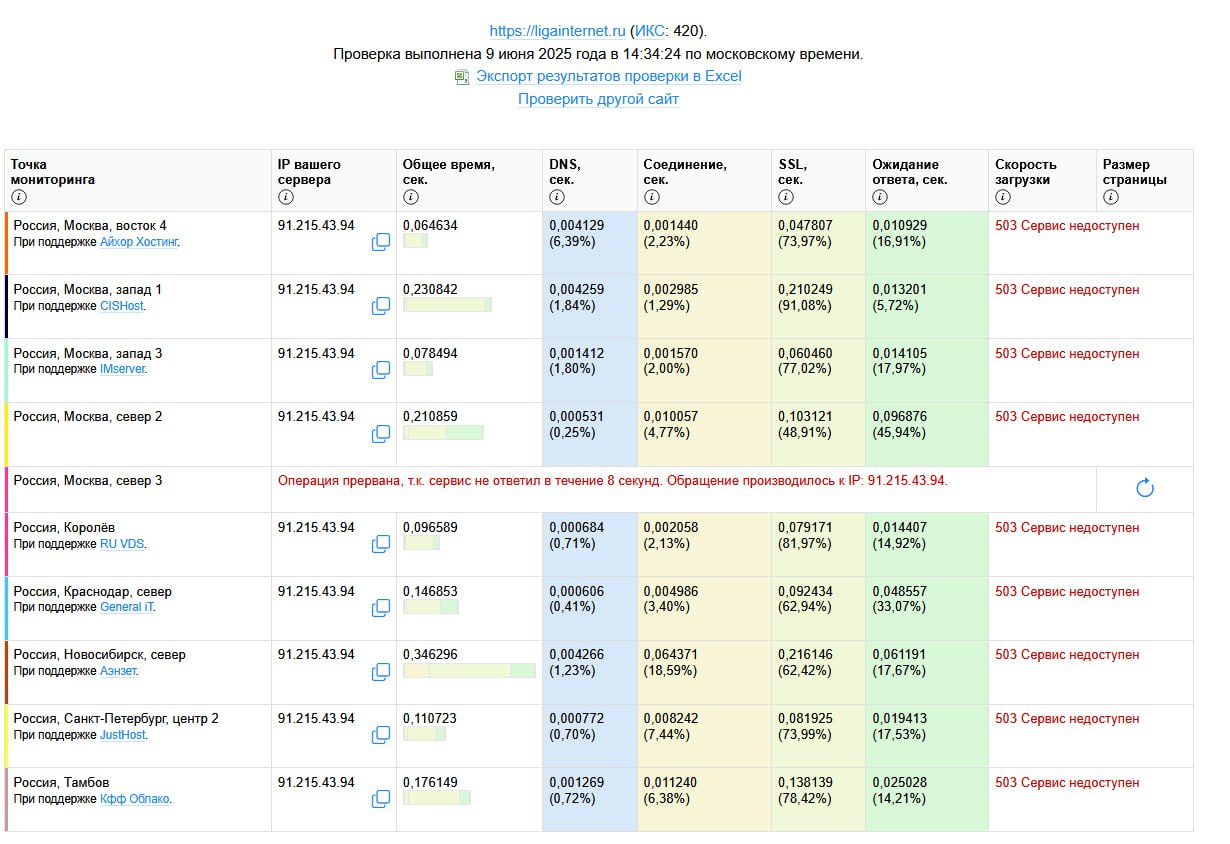 https://ligainternet.ru (ИКС: 420).
Проверка выполнена 9 июня 2025 года в 14:34:24 по московскому времени.
Экспорт результатов проверки в Excel
Проверить другой сайт
Точка мониторинга
IP вашего сервера
Общее время, сек.
DNS, сек.
Соединение, сек.
SSL, сек.
Ожидание ответа, сек.
Скорость загрузки
Размер страницы
Россия, Москва, восток 4
При поддержке Айхор Хостинг.
91.215.43.94
0,064634
0,004129 (6,39%)
0,001440 (2,23%)
0,047807 (73,97%)
0,010929 (16,91%)
503 Сервис недоступен
Россия, Москва, запад 1
При поддержке CISHost.
91.215.43.94
0,230842
0,004259 (1,84%)
0,002985 (1,29%)
0,210249 (91,08%)
0,013201 (5,72%)
503 Сервис недоступен
Россия, Москва, запад 3
При поддержке IMserver.
91.215.43.94
0,078494
0,001412 (1,80%)
0,001570 (2,00%)
0,060460 (77,02%)
0,014105 (17,97%)
503 Сервис недоступен
Россия, Москва, север 2
91.215.43.94
0,210859
0,000531 (0,25%)
0,010057 (4,77%)
0,103121 (48,91%)
0,096876 (45,94%)
503 Сервис недоступен
Россия, Москва, север 3
Операция прервана, т.к. сервис не ответил в течение 8 секунд. Обращение производилось к IP: 91.215.43.94.
Россия, Королёв
При поддержке RU VDS.
91.215.43.94
0,096589
0,000684 (0,71%)
0,002058 (2,13%)
0,079171 (81,97%)
0,014407 (14,92%)
503 Сервис недоступен
Россия, Краснодар, север
При поддержке General iT.
91.215.43.94
0,146853
0,000606 (0,41%)
0,004986 (3,40%)
0,092434 (62,94%)
0,048557 (33,07%)
503 Сервис недоступен
Россия, Новосибирск, север
При поддержке Аэнзет.
91.215.43.94
0,346296
0,004266 (1,23%)
0,064371 (18,59%)
0,216146 (62,42%)
0,061191 (17,67%)
503 Сервис недоступен
Россия, Санкт-Петербург, центр 2
При поддержке JustHost.
91.215.43.94
0,110723
0,000772 (0,70%)
0,008242 (7,44%)
0,081925 (73,99%)
0,019413 (17,53%)
503 Сервис недоступен
Россия, Тамбов
При поддержке Кфф Облако.
91.215.43.94
0,176149
0,001269 (0,72%)
0,011240 (6,38%)
0,138139 (78,42%)
0,025028 (14,21%)
503 Сервис недоступен